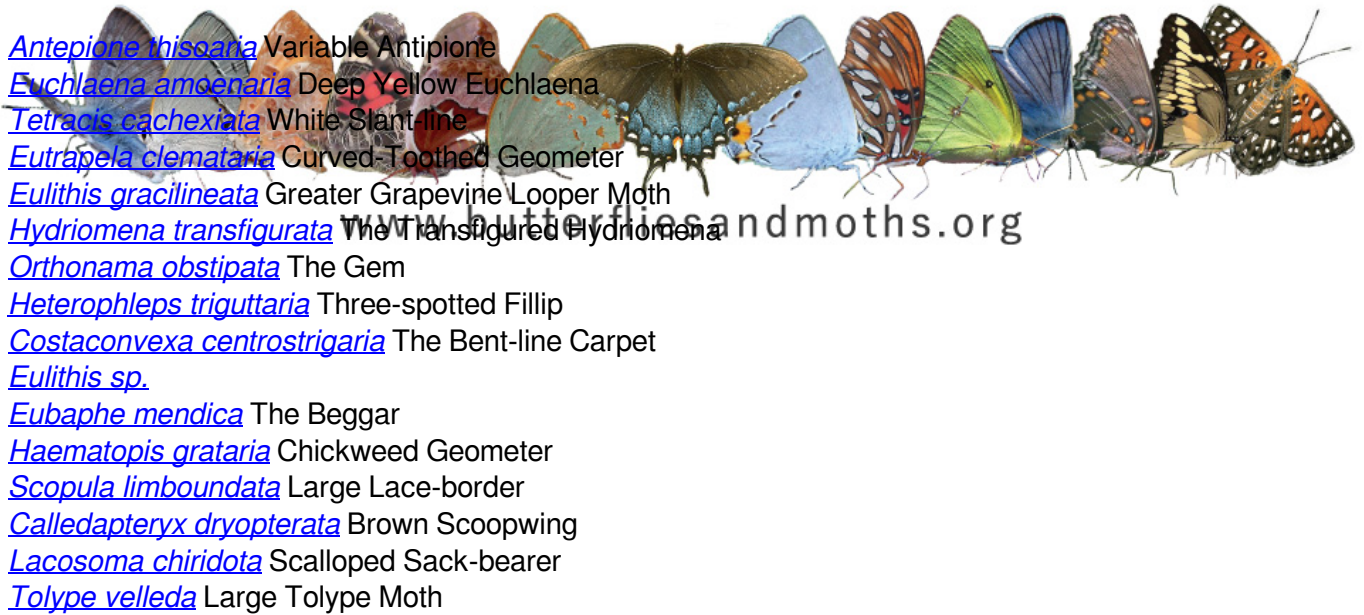 Antepione thisoaria Variable Antipione
Euchlaena amoenaria Deep Yellow Euchlaena
Tetracis cachexiata White Slant-line
Eutrapela clemataria Curved-Toothed Geometer
Eulithis gracilineata Greater Grapevine Looper Moth
Hydriomena transfigurata The Transfigured Hydriomena
www.butterfliesandmoths.org
Orthonama obstipata The Gem
Heterophleps triguttaria Three-spotted Fillip
Costaconvexa centrostrigaria The Bent-line Carpet
Eulithis sp.
Eubaphe mendica The Beggar
Haematopis grataria Chickweed Geometer
Scopula limboundata Large Lace-border
Calledapteryx dryopterata Brown Scoopwing
Lacosoma chiridota Scalloped Sack-bearer
Tolype velleda Large Tolype Moth